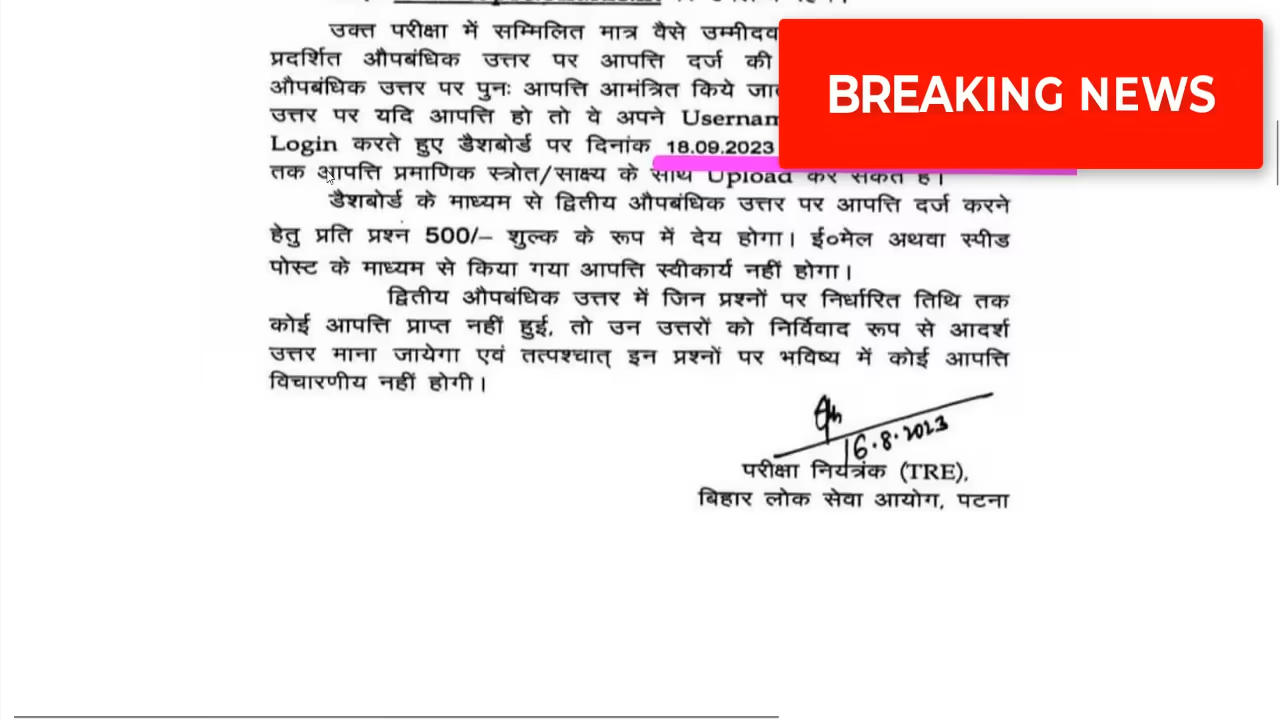 उक्त परीक्षा में सम्मिलित मात्र वैसे
प्रदर्शित औपबंधिक उत्तर पर आपत्ति दर्ज की
औपबंधिक उत्तर पर पुनः आपत्ति आमंत्रित किये
उत्तर पर यदि आपत्ति हो तो वे अपने
Login करते हुए डैशबोर्ड पर दिनांक 18.09.2023
तक आपत्ति प्रमाणिक स्त्रोत/साक्ष्य के साथ Upload कर सकते है।
डैशबोर्ड के माध्यम से द्वितीय औपबंधिक उत्तर पर आपत्ति दर्ज करने
हेतु प्रति प्रश्न 500/– शुल्क के रूप में देय होगा। ई०मेल अथवा स्पीड
पोस्ट के माध्यम से किया गया आपत्ति स्वीकार्य नहीं होगा।
द्वितीय औपबंधिक उत्तर में जिन प्रश्नों पर निर्धारित तिथि तक
कोई आपत्ति प्राप्त नहीं हुई, तो उन उत्तरों को निर्विवाद रूप से आदर्श
उत्तर माना जायेगा एवं तत्पश्चात् इन प्रश्नों पर भविष्य में कोई आपत्ति
विचारणीय नहीं होगी।
16.8.2023
परीक्षा नियंत्रक (TRE),
बिहार लोक सेवा आयोग, पटना
BREAKING NEWS